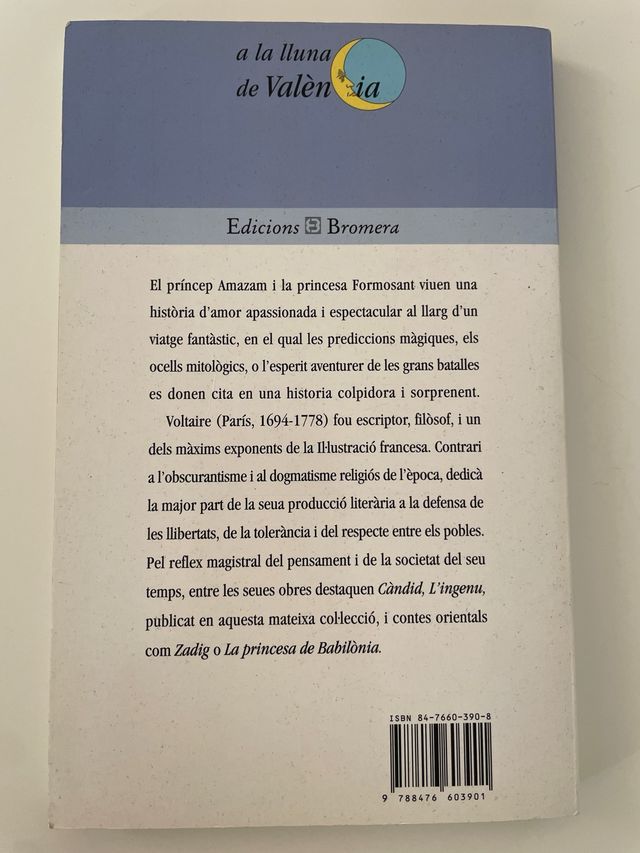 a la lluna
de València
Edicions Bromera
El príncep Amazam i la princesa Formosant viuen una
història d'amor apassionada i espectacular al llarg d'un
viatge fantàstic, en el qual les prediccions màgiques, els
ocells mitològics, o l'esperit aventurer de les grans batalles
es donen cita en una historia colpidora i sorprenent.
Voltaire (París, 1694-1778) fou escriptor, filòsof, i un
dels màxims exponents de la Il·lustració francesa. Contrari
a l'obscurantisme i al dogmatisme religiós de l'època, dedicà
la major part de la seua producció literària a la defensa de
les llibertats, de la tolerància i del respecte entre els pobles.
Pel reflex magistral del pensament i de la societat del seu
temps, entre les seues obres destaquen Càndid, L'ingenu,
publicat en aquesta mateixa col·lecció, i contes orientals
com Zadig o La princesa de Babilònia.
ISBN 84-7660-390-8
9 788476 603901